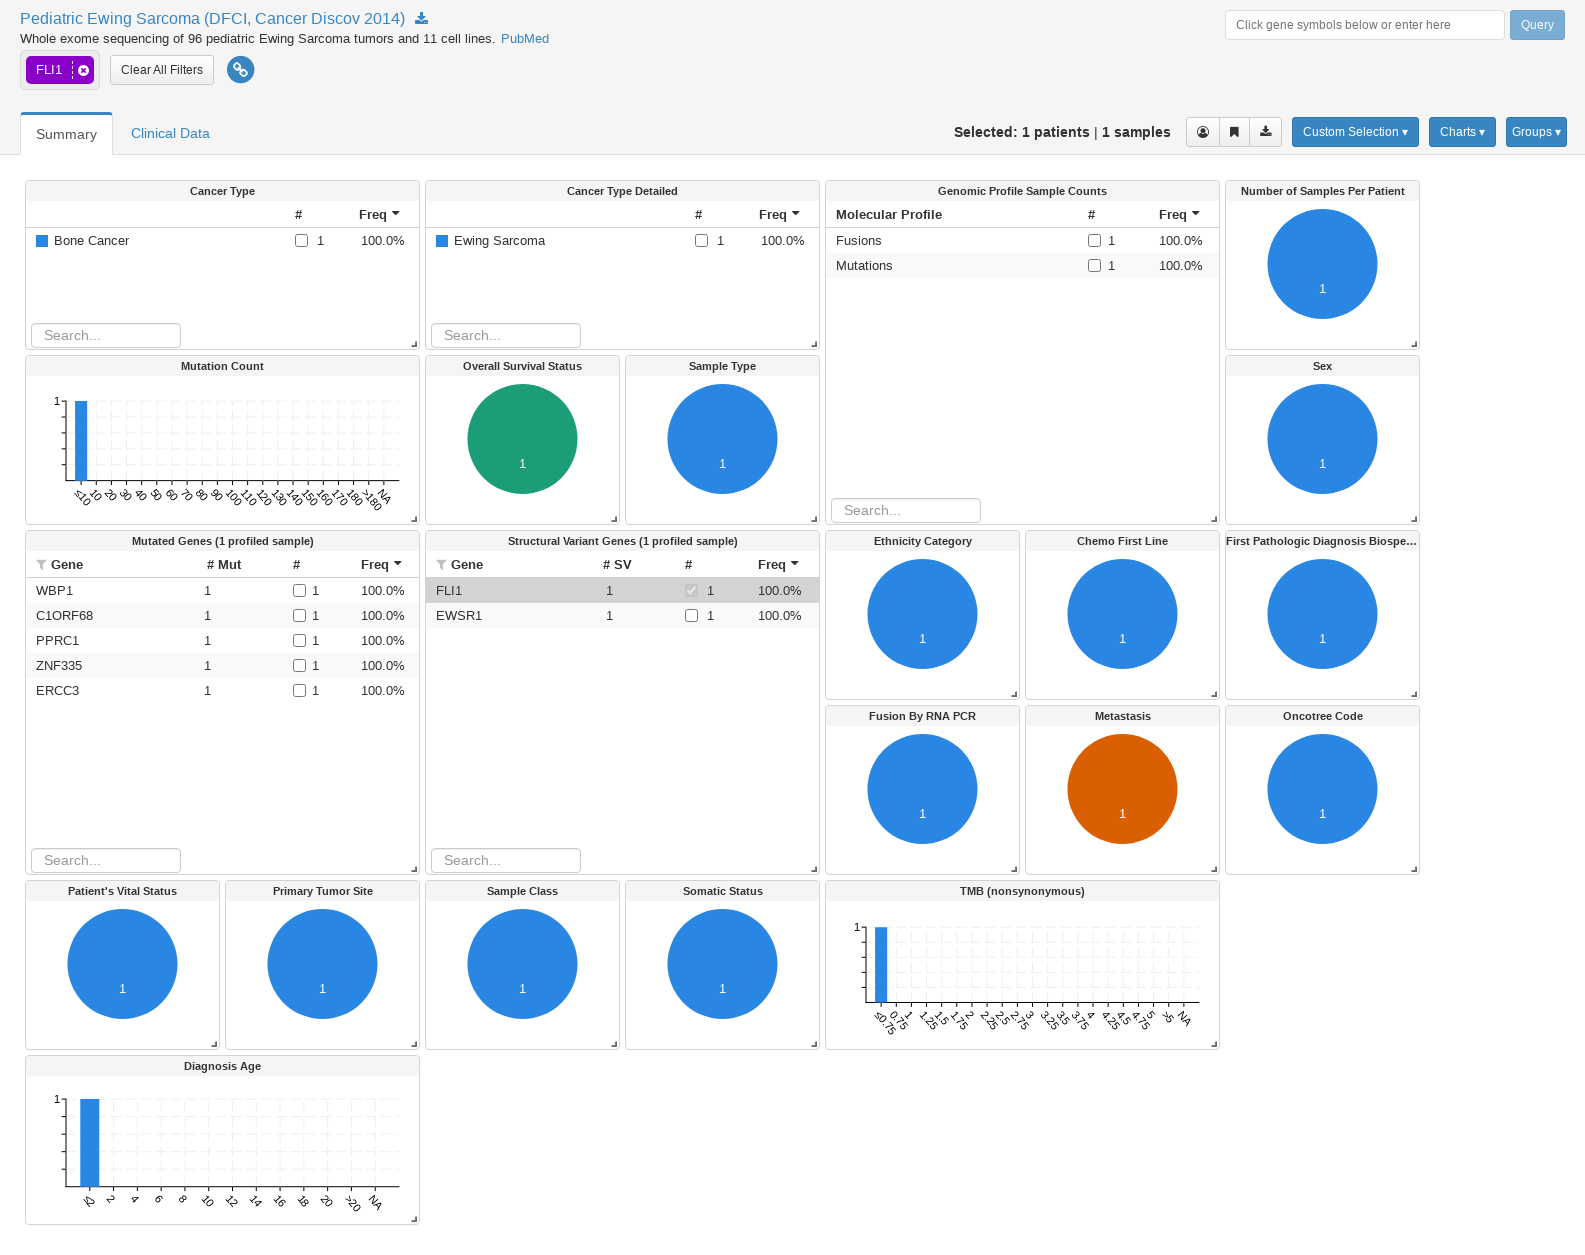 Pediatric Ewing Sarcoma (DFCI, Cancer Discov 2014)
Click gene symbols below or enter here
Query
Whole exome sequencing of 96 pediatric Ewing Sarcoma tumors and 11 cell lines. PubMed
FLI1
Clear All Filters
Summary
Clinical Data
Selected: 1 patients | 1 samples
Custom Selection ▾
Charts ▾
Groups ▾
Cancer Type
# Freq
Bone Cancer 1 100.0%
Search...
Cancer Type Detailed
# Freq
Ewing Sarcoma 1 100.0%
Search...
Genomic Profile Sample Counts
Molecular Profile # Freq
Fusions 1 100.0%
Mutations 1 100.0%
Search...
Number of Samples Per Patient
1
Mutation Count
1
≤10 10 20 30 40 50 60 70 80 90 100 110 120 130 140 150 160 170 180 >180 NA
Overall Survival Status
1
Sample Type
1
Sex
1
Mutated Genes (1 profiled sample)
Gene # Mut # Freq
WBP1 1 1 100.0%
C1ORF68 1 1 100.0%
PPRC1 1 1 100.0%
ZNF335 1 1 100.0%
ERCC3 1 1 100.0%
Search...
Structural Variant Genes (1 profiled sample)
Gene # SV # Freq
FLI1 1 1 100.0%
EWSR1 1 1 100.0%
Search...
Ethnicity Category
1
Chemo First Line
1
First Pathologic Diagnosis Biospe...
1
Fusion By RNA PCR
1
Metastasis
1
Oncotree Code
1
Patient's Vital Status
1
Primary Tumor Site
1
Sample Class
1
Somatic Status
1
TMB (nonsynonymous)
1
≤0.75 0.75 1 1.25 1.5 1.75 2 2.25 2.5 2.75 3 3.25 3.5 3.75 4 4.25 4.5 4.75 5 >5 NA
Diagnosis Age
1
≤2 2 4 6 8 10 12 14 16 18 20 >20 NA